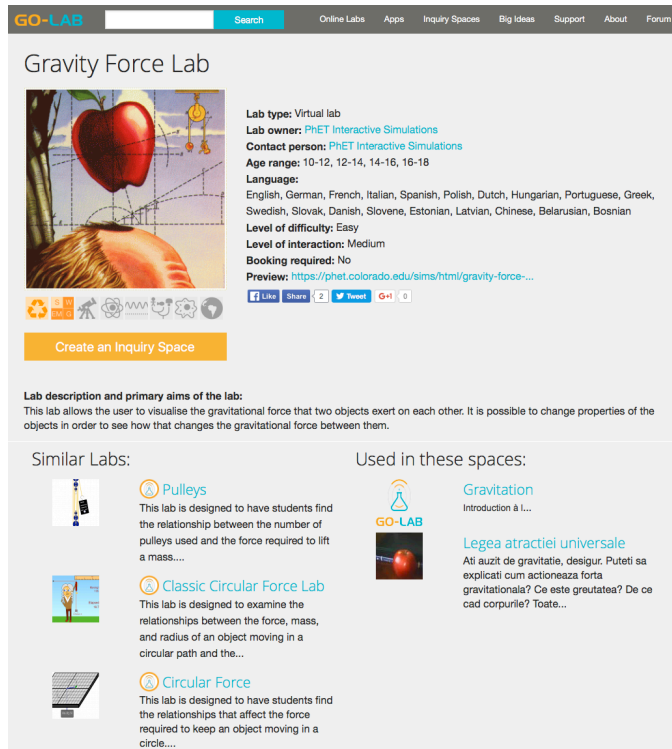 GO-LAB
Search
Online Labs
Apps
Inquiry Spaces
Big Ideas
Support
About
Forum
Gravity Force Lab
Lab type: Virtual lab
Lab owner: PhET Interactive Simulations
Contact person: PhET Interactive Simulations
Age range: 10-12, 12-14, 14-16, 16-18
Language:
English, German, French, Italian, Spanish, Polish, Dutch, Hungarian, Portuguese, Greek,
Swedish, Slovak, Danish, Slovene, Estonian, Latvian, Chinese, Belarusian, Bosnian
Level of difficulty: Easy
Level of interaction: Medium
Booking required: No
Preview: https://phet.colorado.edu/sims/html/gravity-force-...
Like Share 2 Tweet G+1 0
S W
EM G
Create an Inquiry Space
Lab description and primary aims of the lab:
This lab allows the user to visualise the gravitational force that two objects exert on each other. It is possible to change properties of the
objects in order to see how that changes the gravitational force between them.
Similar Labs:
Pulleys
This lab is designed to have students find
the relationship between the number of
pulleys used and the force required to lift
a mass....
Classic Circular Force Lab
This lab is designed to examine the
relationships between the force, mass,
and radius of an object moving in a
circular path and the...
Circular Force
This lab is designed to have students find
the relationships that affect the force
required to keep an object moving in a
circle....
Used in these spaces:
GO-LAB
Gravitation
Introduction à l...
Legea atractiei universale
Ati auzit de gravitatie, desigur. Puteti sa
explicati cum actioneaza forta
gravitationala? Ce este greutatea? De ce
cad corpurile? Toate...